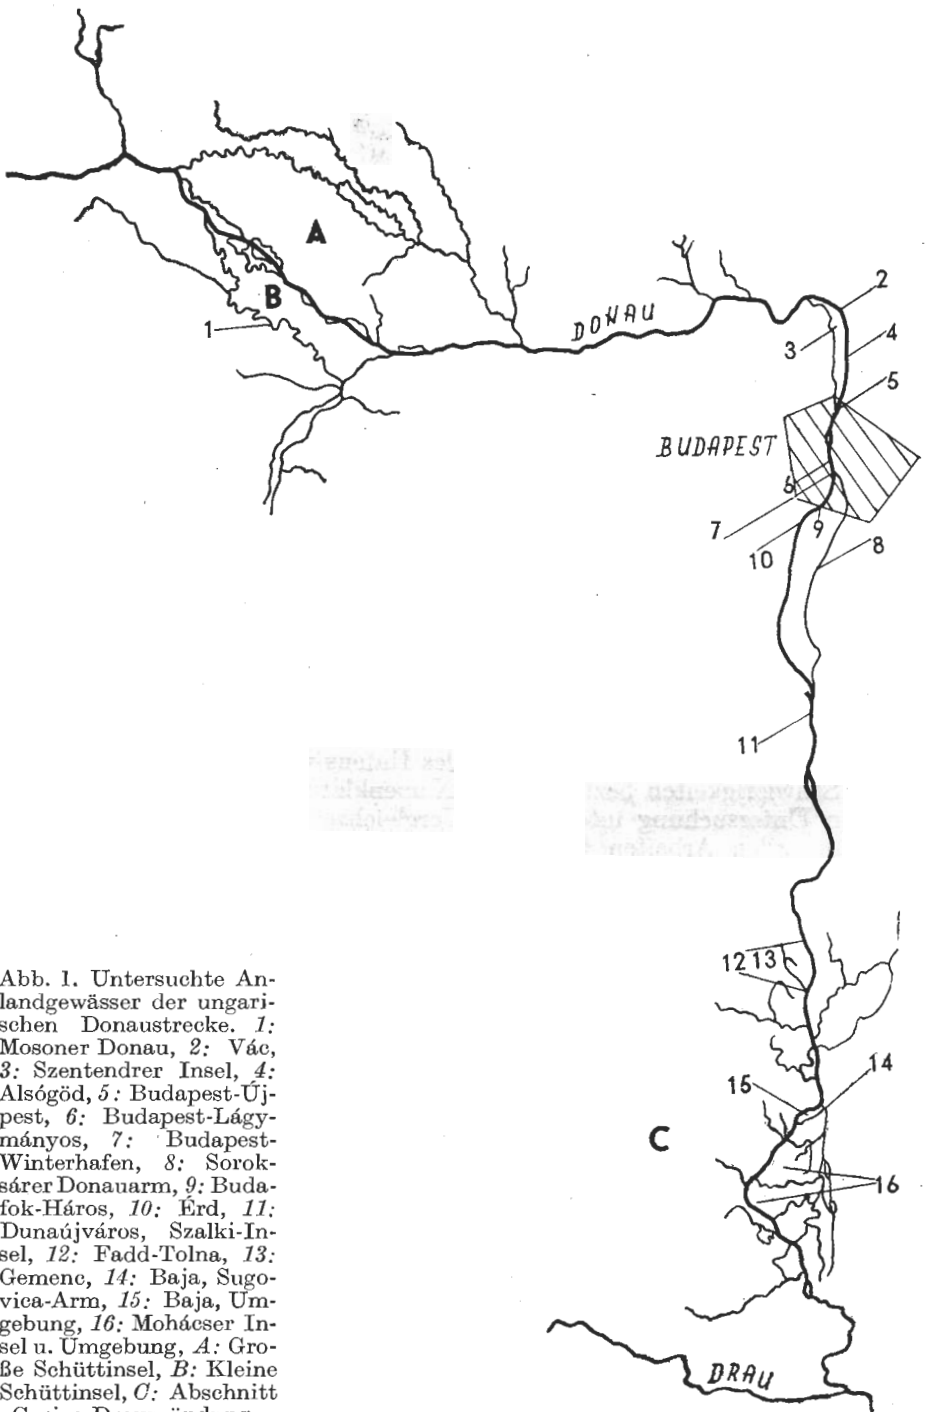 A
B
1
DONAU
2
3
4
5
BUDAPEST
6
7
9
10
8
11
12 13
14
15
C
16
DRAU
Abb. 1. Untersuchte An-
landgewässer der ungari-
schen Donaustrecke. 1:
Mosoner Donau, 2: Vác,
3: Szentendrer Insel, 4:
Alsógöd, 5: Budapest-Új-
pest, 6: Budapest-Lágy-
mányos, 7: Budapest-
Winterhafen, 8: Sorok-
sárer Donauarm, 9: Buda-
fok-Háros, 10: Érd, 11:
Dunaújváros, Szalki-In-
sel, 12: Fadd-Tolna, 13:
Gemenc, 14: Baja, Sugo-
vica-Arm, 15: Baja, Um-
gebung, 16: Mohácser In-
sel u. Umgebung, A: Gro-
ße Schüttinsel, B: Kleine
Schüttinsel, C: Abschnitt